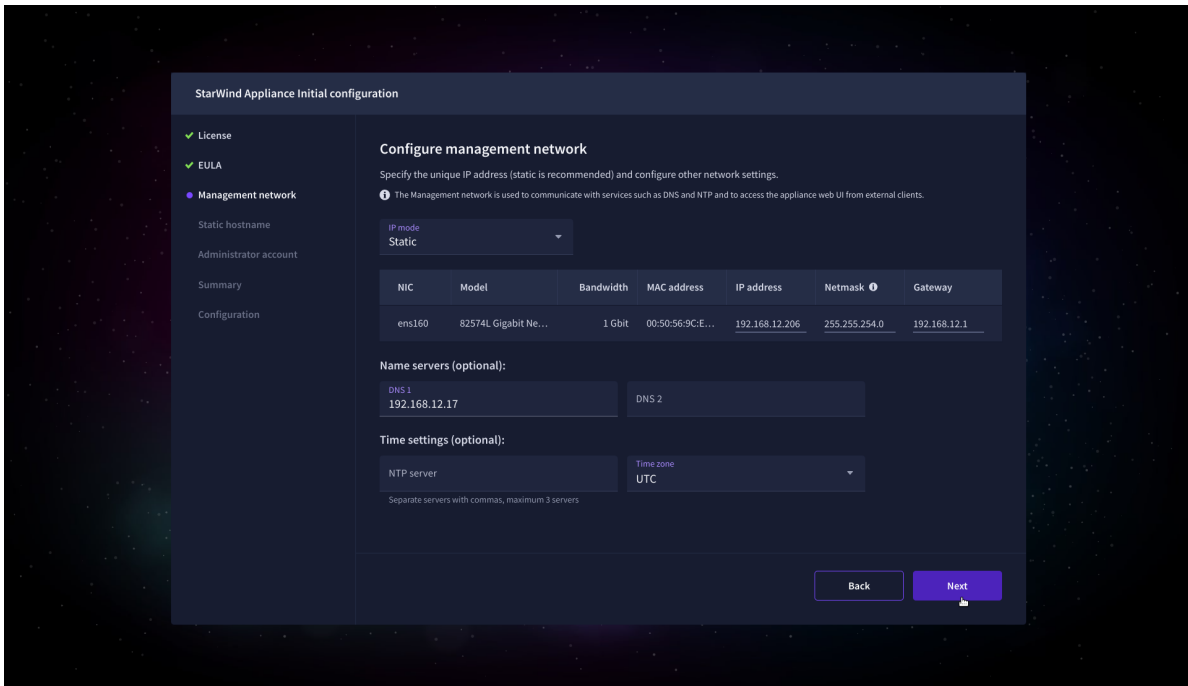 StarWind Appliance Initial configuration
License
EULA
Management network
Static hostname
Administrator account
Summary
Configuration
Configure management network
Specify the unique IP address (static is recommended) and configure other network settings.
The Management network is used to communicate with services such as DNS and NTP and to access the appliance web UI from external clients.
IP mode
Static
NIC Model Bandwidth MAC address IP address Netmask Gateway
ens160 82574L Gigabit Ne... 1 Gbit 00:50:56:9C:E... 192.168.12.206 255.255.254.0 192.168.12.1
Name servers (optional):
DNS 1
192.168.12.17
DNS 2
Time settings (optional):
NTP server
Time zone
UTC
Separate servers with commas, maximum 3 servers
Back Next